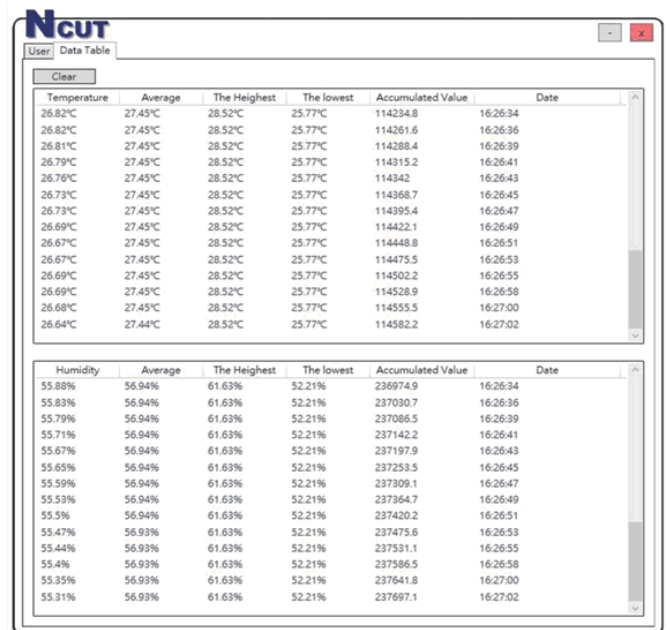 NCUT
- x
User Data Table
Clear
Temperature Average The Heighest The lowest Accumulated Value Date
26.82℃ 27.45℃ 28.52℃ 25.77℃ 114234.8 16:26:34
26.82℃ 27.45℃ 28.52℃ 25.77℃ 114261.6 16:26:36
26.81℃ 27.45℃ 28.52℃ 25.77℃ 114288.4 16:26:39
26.79℃ 27.45℃ 28.52℃ 25.77℃ 114315.2 16:26:41
26.76℃ 27.45℃ 28.52℃ 25.77℃ 114342 16:26:43
26.73℃ 27.45℃ 28.52℃ 25.77℃ 114368.7 16:26:45
26.73℃ 27.45℃ 28.52℃ 25.77℃ 114395.4 16:26:47
26.69℃ 27.45℃ 28.52℃ 25.77℃ 114422.1 16:26:49
26.67℃ 27.45℃ 28.52℃ 25.77℃ 114448.8 16:26:51
26.67℃ 27.45℃ 28.52℃ 25.77℃ 114475.5 16:26:53
26.69℃ 27.45℃ 28.52℃ 25.77℃ 114502.2 16:26:55
26.69℃ 27.45℃ 28.52℃ 25.77℃ 114528.9 16:26:58
26.68℃ 27.45℃ 28.52℃ 25.77℃ 114555.5 16:27:00
26.64℃ 27.44℃ 28.52℃ 25.77℃ 114582.2 16:27:02
Humidity Average The Heighest The lowest Accumulated Value Date
55.88% 56.94% 61.63% 52.21% 236974.9 16:26:34
55.83% 56.94% 61.63% 52.21% 237030.7 16:26:36
55.79% 56.94% 61.63% 52.21% 237086.5 16:26:39
55.71% 56.94% 61.63% 52.21% 237142.2 16:26:41
55.67% 56.94% 61.63% 52.21% 237197.9 16:26:43
55.65% 56.94% 61.63% 52.21% 237253.5 16:26:45
55.59% 56.94% 61.63% 52.21% 237309.1 16:26:47
55.53% 56.94% 61.63% 52.21% 237364.7 16:26:49
55.5% 56.94% 61.63% 52.21% 237420.2 16:26:51
55.47% 56.93% 61.63% 52.21% 237475.6 16:26:53
55.44% 56.93% 61.63% 52.21% 237531.1 16:26:55
55.4% 56.93% 61.63% 52.21% 237586.5 16:26:58
55.35% 56.93% 61.63% 52.21% 237641.8 16:27:00
55.31% 56.93% 61.63% 52.21% 237697.1 16:27:02